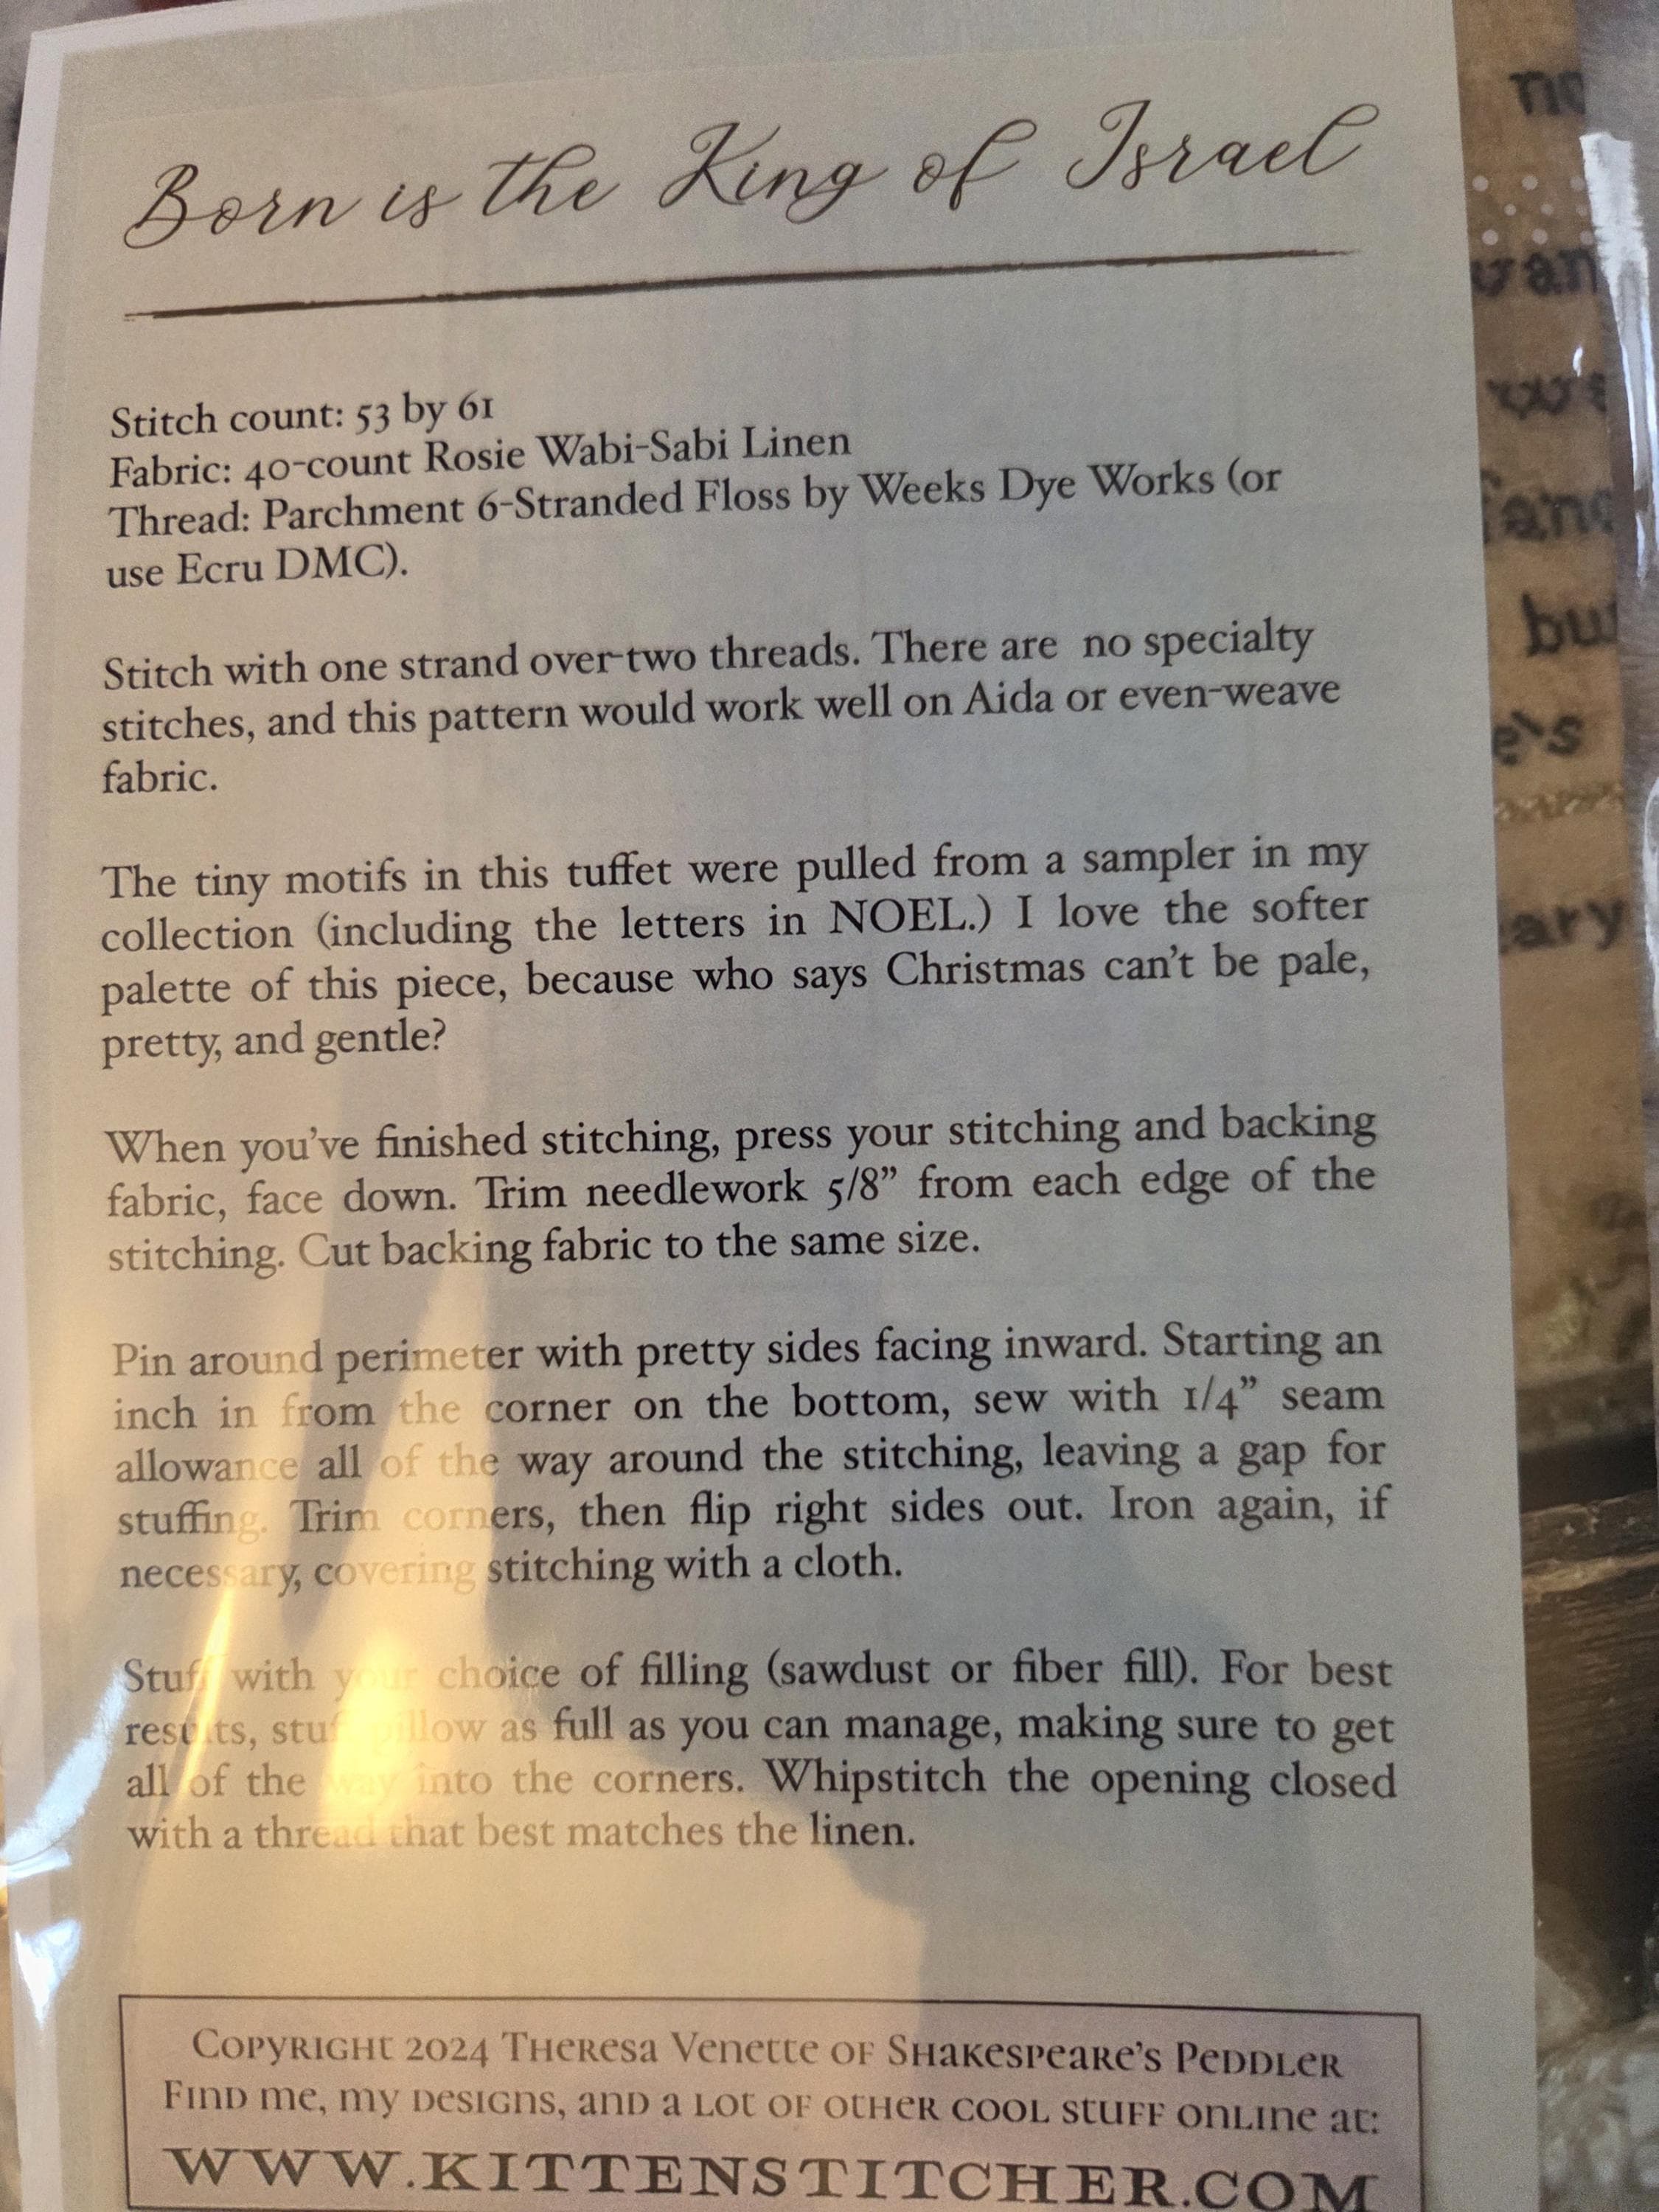 Born is the King of Israel
Stitch count: 53 by 61
Fabric: 40-count Rosie Wabi-Sabi Linen
Thread: Parchment 6-Stranded Floss by Weeks Dye Works (or
use Ecru DMC).
Stitch with one strand over two threads. There are no specialty
stitches, and this pattern would work well on Aida or even-weave
fabric.
The tiny motifs in this tuffet were pulled from a sampler in my
collection (including the letters in NOEL.) I love the softer
palette of this piece, because who says Christmas can't be pale,
pretty, and gentle?
When you've finished stitching, press your stitching and backing
fabric, face down. Trim needlework 5/8” from each edge of the
stitching. Cut backing fabric to the same size.
Pin around perimeter with pretty sides facing inward. Starting an
inch in from the corner on the bottom, sew with 1/4” seam
allowance all of the way around the stitching, leaving a gap for
stuffing. Trim corners, then flip right sides out. Iron again, if
necessary, covering stitching with a cloth.
Stuff with your choice of filling (sawdust or fiber fill). For best
results, stuff pillow as full as you can manage, making sure to get
all of the way into the corners. Whipstitch the opening closed
with a thread that best matches the linen.
Copyright 2024 Theresa Venette of Shakespeare's Peddler
Find me, my designs, and a lot of other cool stuff online at:
WWW.KITTENSTITCHER.COM